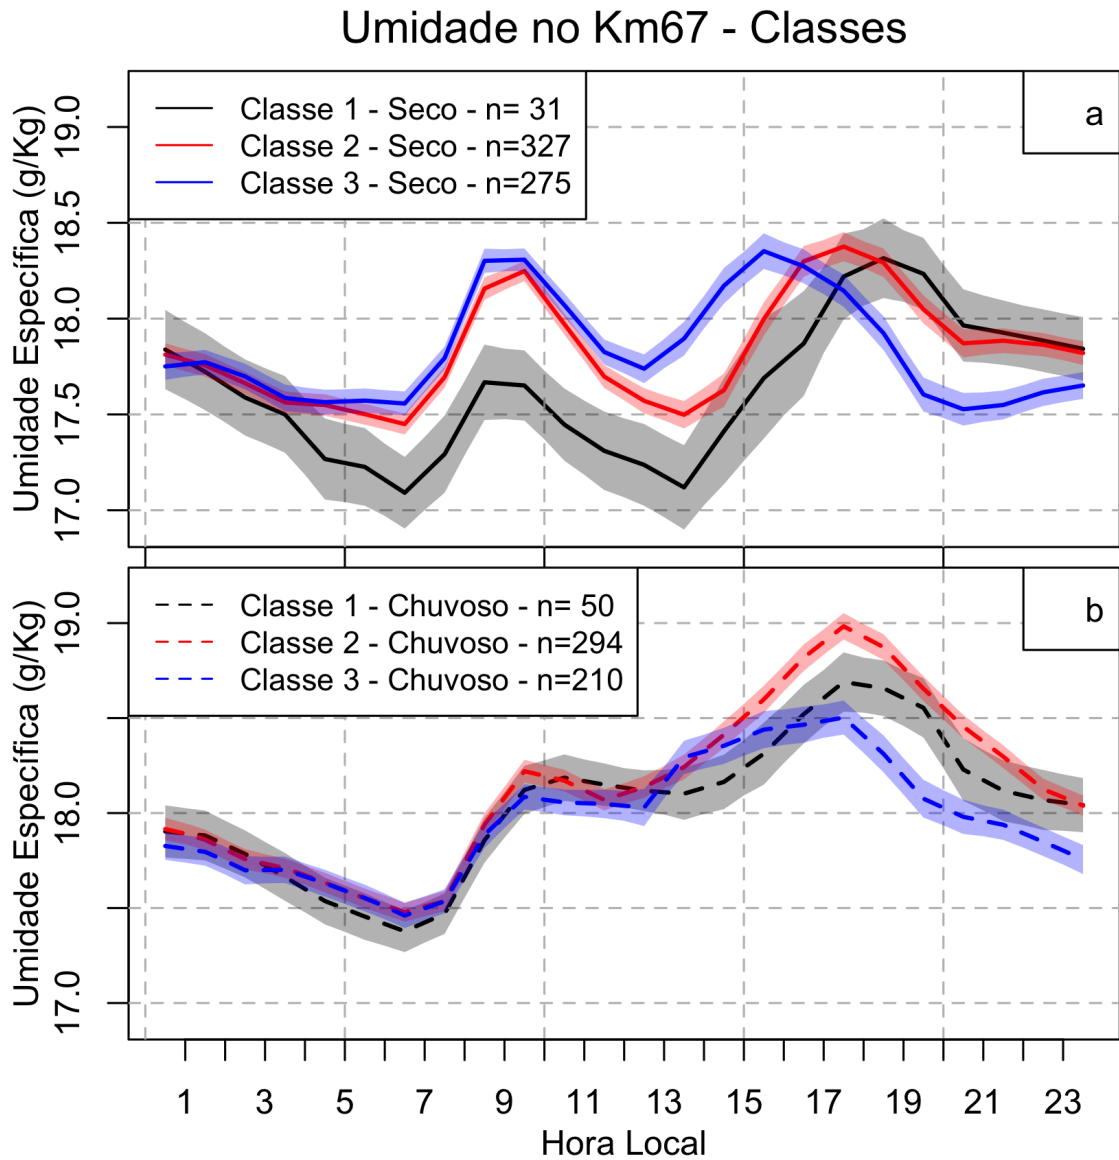 Umidade no Km67 - Classes
Classe 1 - Seco - n= 31
Classe 2 - Seco - n=327
Classe 3 - Seco - n=275
a
Umidade Específica (g/Kg)
19.0
18.5
18.0
17.5
17.0
Classe 1 - Chuvoso - n= 50
Classe 2 - Chuvoso - n=294
Classe 3 - Chuvoso - n=210
b
Umidade Específica (g/Kg)
19.0
18.0
17.0
1 3 5 7 9 11 13 15 17 19 21 23
Hora Local